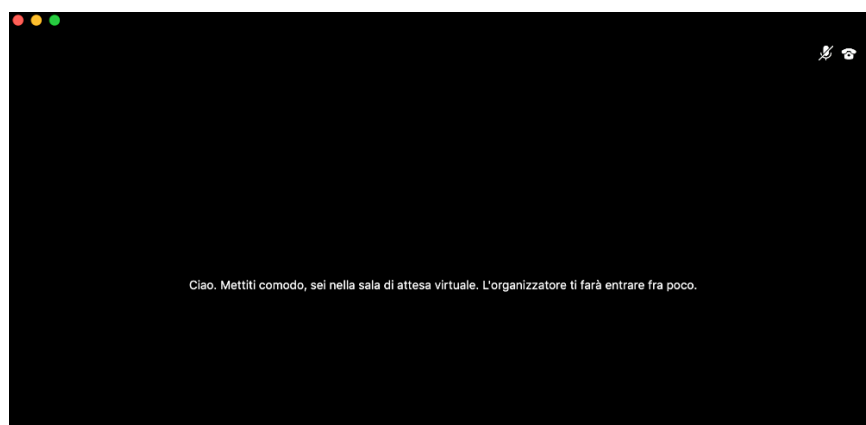 Ciao. Mettiti comodo, sei nella sala di attesa virtuale. L'organizzatore ti farà entrare fra poco.